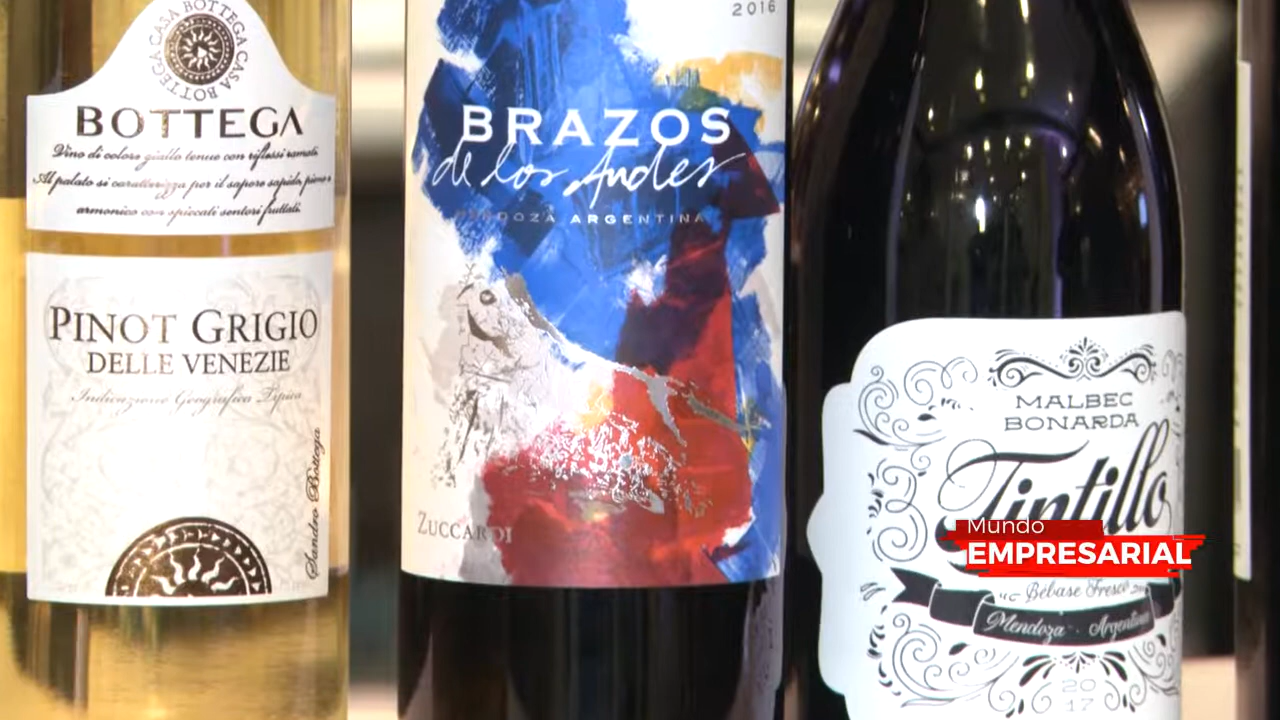 CASA BOTTEGA CASA BOTTEGA
BOTTEGA
Vino di colore giallo tenue con riflessi ramati.
Al palato si caratterizza per il sapore sapido, pieno e
armonico con spiccati sentori fruttati.
PINOT GRIGIO
DELLE VENEZIE
Indicazione Geografica Tipica
Sandro Bottega
2016
BRAZOS
de los Andes
MENDOZA ARGENTINA
ZUCCARDI
MALBEC
BONARDA
Tintillo
Bébase Fresco
Mendoza · Argentina
20
17
Mundo
EMPRESARIAL